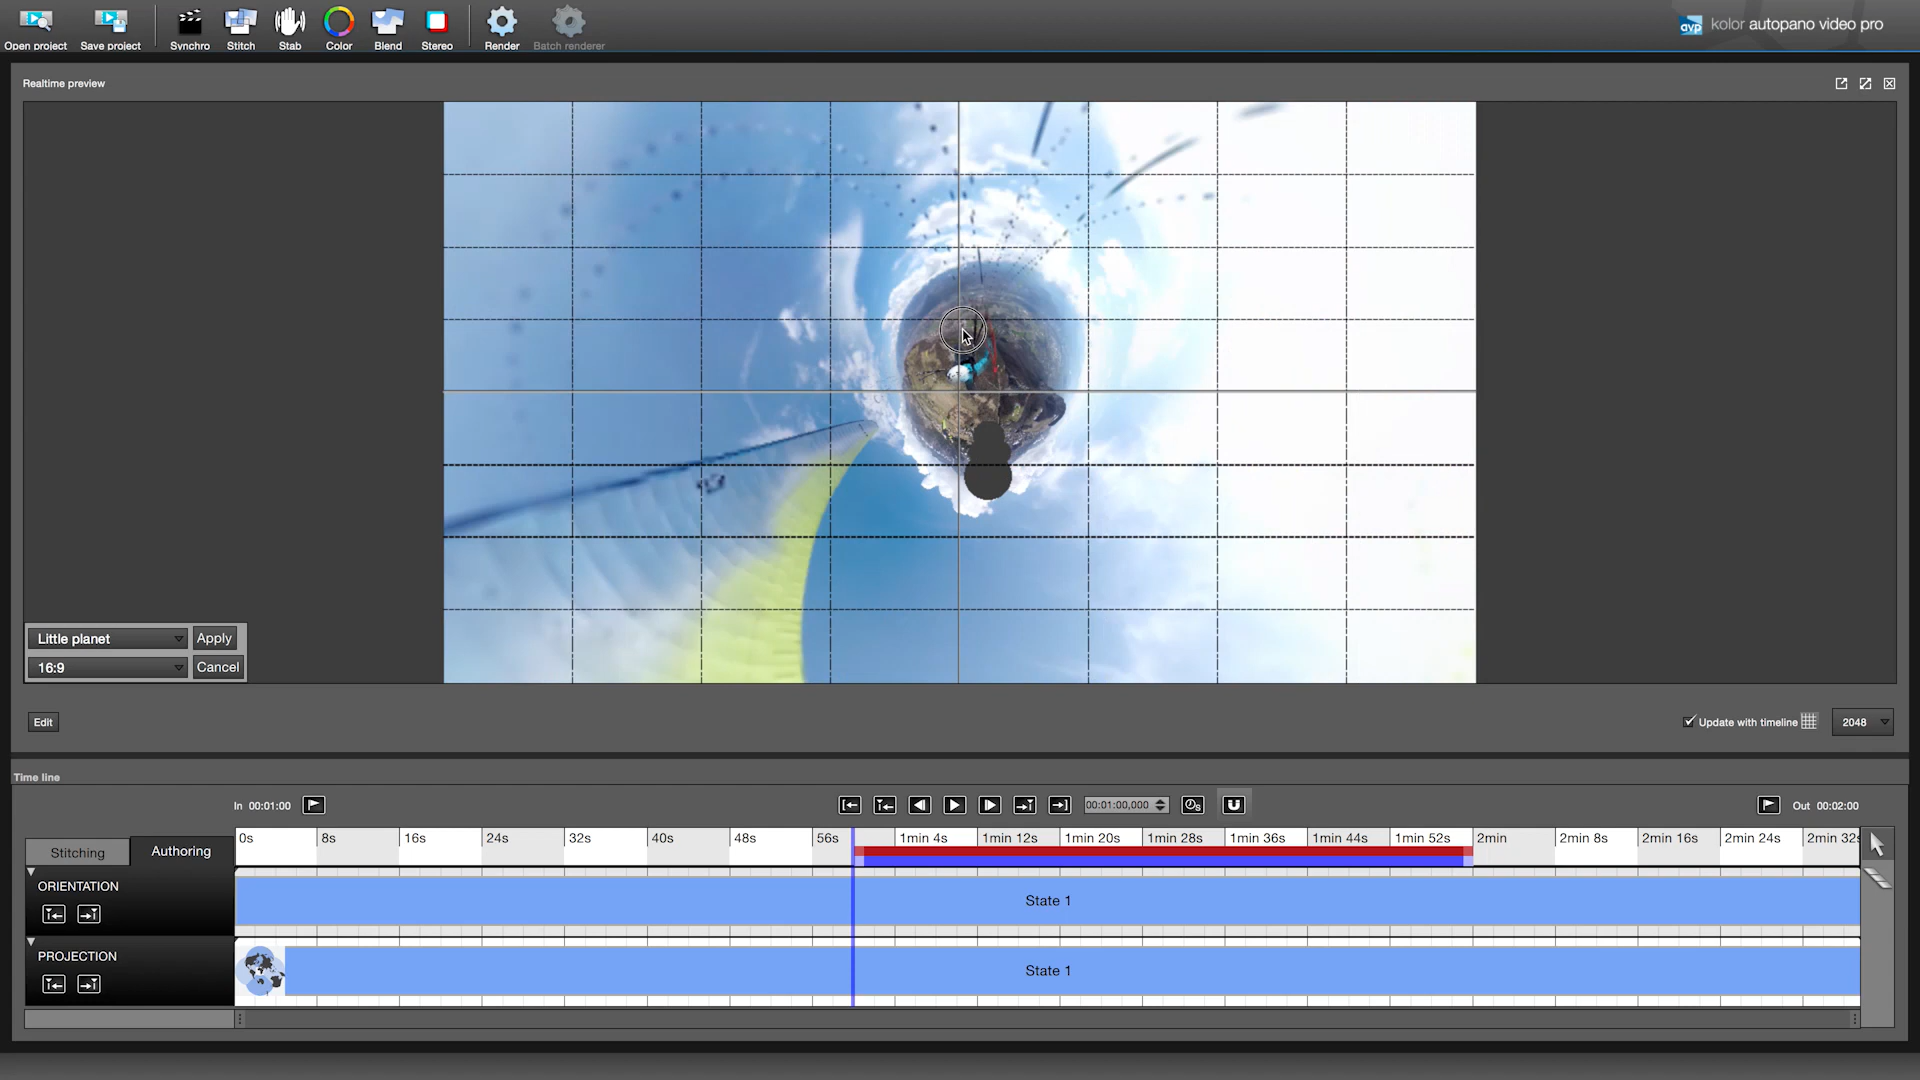 Open project
Save project
Synchro
Stitch
Stab
Color
Blend
Stereo
Render
Batch renderer
avp kolor autopano video pro
Realtime preview
Little planet
Apply
16:9
Cancel
Edit
Update with timeline
2048
Time line
In 00:01:00
00:01:00,000
Out 00:02:00
Stitching
Authoring
0s 8s 16s 24s 32s 40s 48s 56s 1min 4s 1min 12s 1min 20s 1min 28s 1min 36s 1min 44s 1min 52s 2min 2min 8s 2min 16s 2min 24s 2min 32s
ORIENTATION
State 1
PROJECTION
State 1